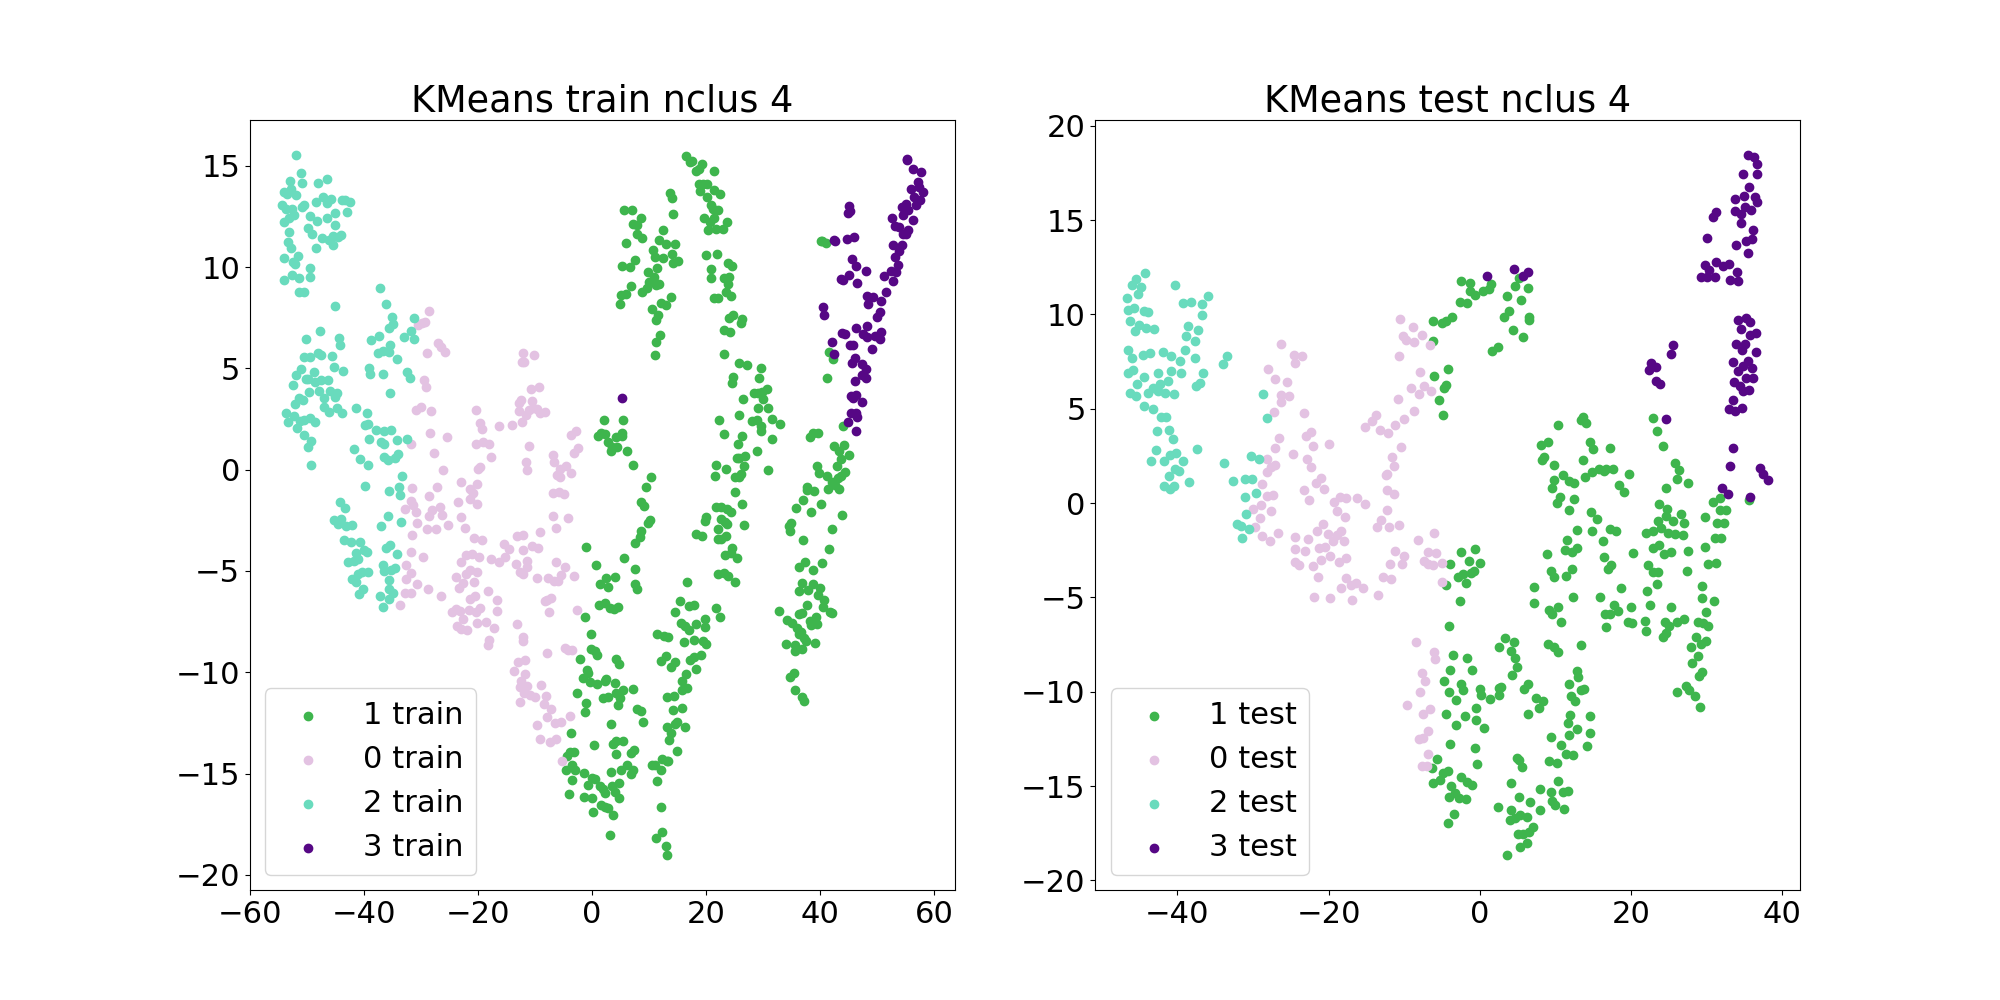 KMeans train nclus 4
15
10
5
0
−5
−10
−15
−20
−60 −40 −20 0 20 40 60
1 train
0 train
2 train
3 train
KMeans test nclus 4
20
15
10
5
0
−5
−10
−15
−20
−40 −20 0 20 40
1 test
0 test
2 test
3 test